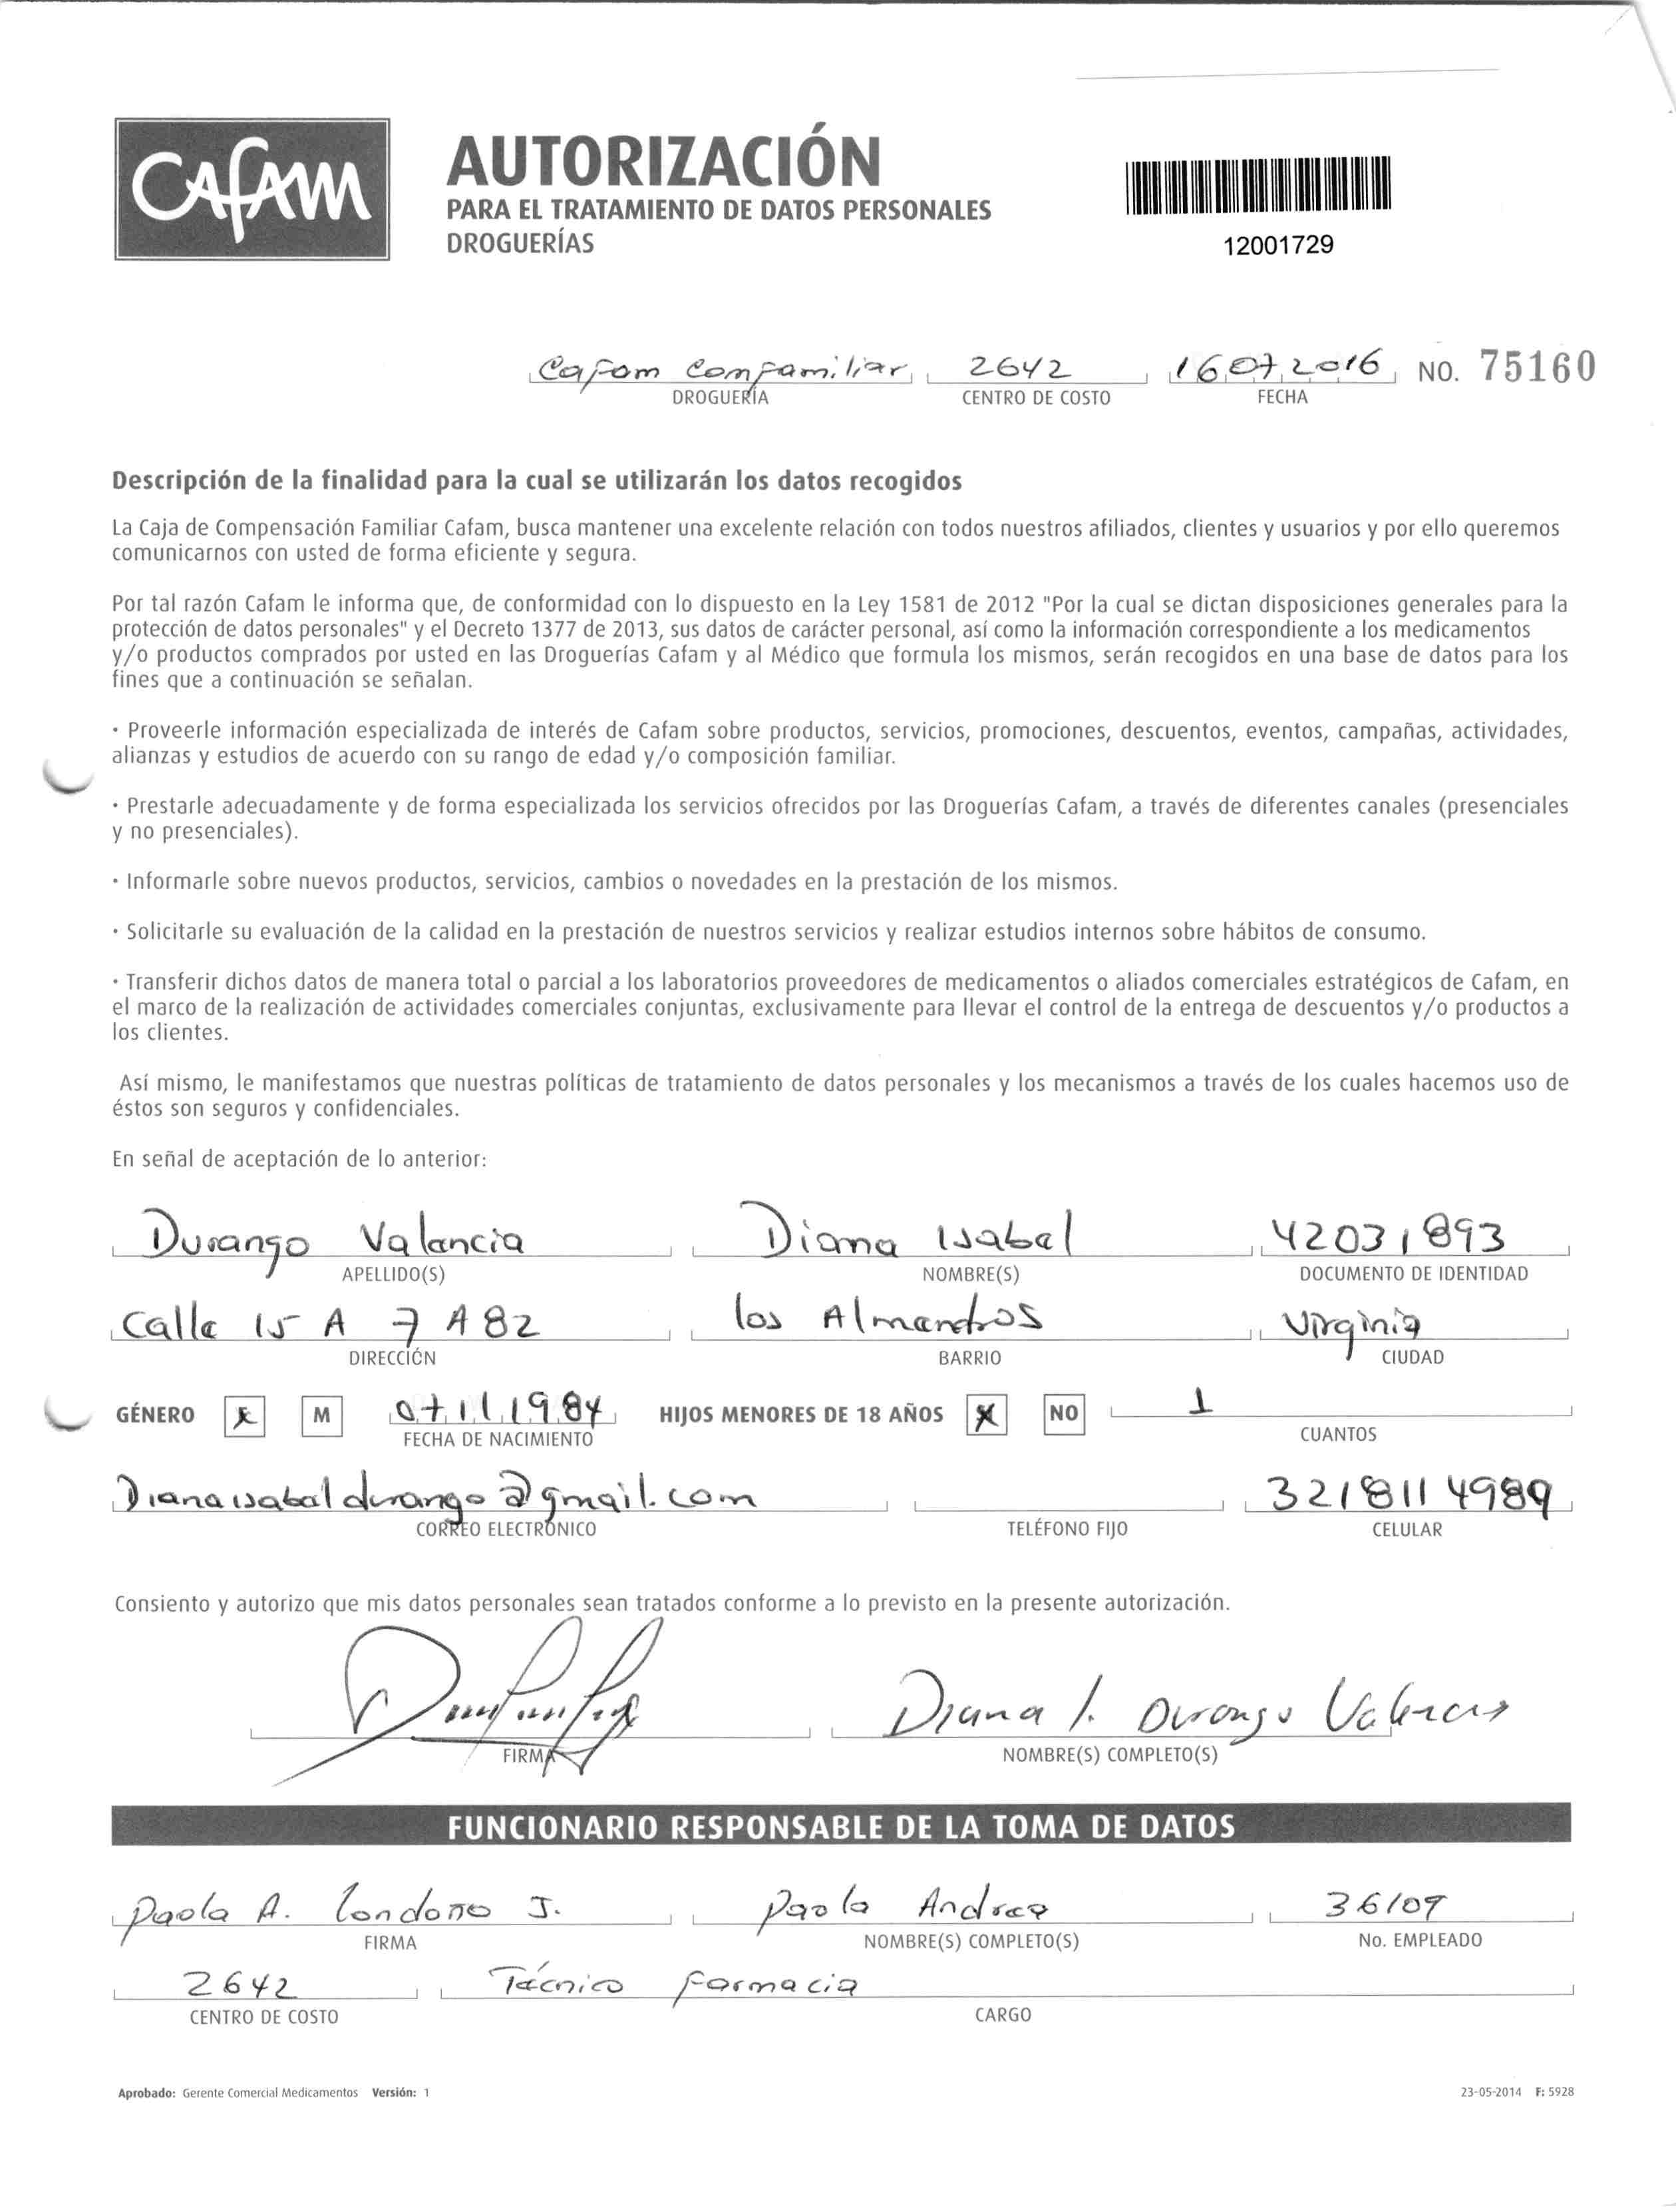 CAFAM
AUTORIZACIÓN
PARA EL TRATAMIENTO DE DATOS PERSONALES
DROGUERÍAS
12001729
Cafam Comfamiliar 2642 16072016 NO. 75160
DROGUERÍA CENTRO DE COSTO FECHA
Descripción de la finalidad para la cual se utilizarán los datos recogidos
La Caja de Compensación Familiar Cafam, busca mantener una excelente relación con todos nuestros afiliados, clientes y usuarios y por ello queremos
comunicarnos con usted de forma eficiente y segura.
Por tal razón Cafam le informa que, de conformidad con lo dispuesto en la Ley 1581 de 2012 "Por la cual se dictan disposiciones generales para la
protección de datos personales" y el Decreto 1377 de 2013, sus datos de carácter personal, así como la información correspondiente a los medicamentos
y/o productos comprados por usted en las Droguerías Cafam y al Médico que formula los mismos, serán recogidos en una base de datos para los
fines que a continuación se señalan.
· Proveerle información especializada de interés de Cafam sobre productos, servicios, promociones, descuentos, eventos, campañas, actividades,
alianzas y estudios de acuerdo con su rango de edad y/o composición familiar.
· Prestarle adecuadamente y de forma especializada los servicios ofrecidos por las Droguerías Cafam, a través de diferentes canales (presenciales
y no presenciales).
· Informarle sobre nuevos productos, servicios, cambios o novedades en la prestación de los mismos.
· Solicitarle su evaluación de la calidad en la prestación de nuestros servicios y realizar estudios internos sobre hábitos de consumo.
· Transferir dichos datos de manera total o parcial a los laboratorios proveedores de medicamentos o aliados comerciales estratégicos de Cafam, en
el marco de la realización de actividades comerciales conjuntas, exclusivamente para llevar el control de la entrega de descuentos y/o productos a
los clientes.
Así mismo, le manifestamos que nuestras políticas de tratamiento de datos personales y los mecanismos a través de los cuales hacemos uso de
éstos son seguros y confidenciales.
En señal de aceptación de lo anterior:
Durango Valencia Diana Isabel 42031893
APELLIDO(S) NOMBRE(S) DOCUMENTO DE IDENTIDAD
Calle 15 A 7 A 82 los Almendros Virginia
DIRECCIÓN BARRIO CIUDAD
GÉNERO X M 07111984 HIJOS MENORES DE 18 AÑOS X NO 1
FECHA DE NACIMIENTO CUANTOS
Dianaisabeldurango@gmail.com 3218114989
CORREO ELECTRÓNICO TELÉFONO FIJO CELULAR
Consiento y autorizo que mis datos personales sean tratados conforme a lo previsto en la presente autorización.
Diana I. Durango Valencia
FIRMA NOMBRE(S) COMPLETO(S)
FUNCIONARIO RESPONSABLE DE LA TOMA DE DATOS
Paola A. Londoño J. Paola Andrea 36109
FIRMA NOMBRE(S) COMPLETO(S) No. EMPLEADO
2642 Técnico Farmacia
CENTRO DE COSTO CARGO
Aprobado: Gerente Comercial Medicamentos Versión: 1 23-05-2014 F: 5928